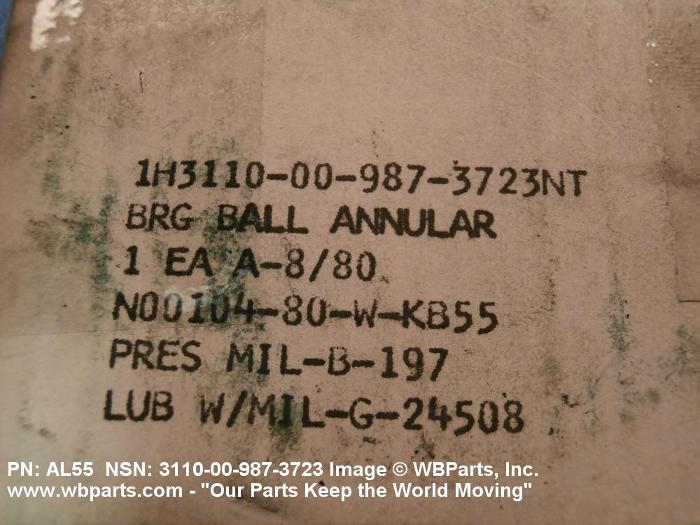 1H3110-00-987-3723NT
BRG BALL ANNULAR
1 EA A-8/80
N00104-80-W-KB55
PRES MIL-B-197
LUB W/MIL-G-24508
PN: AL55 NSN: 3110-00-987-3723 Image © WBParts, Inc.
www.wbparts.com - "Our Parts Keep the World Moving"